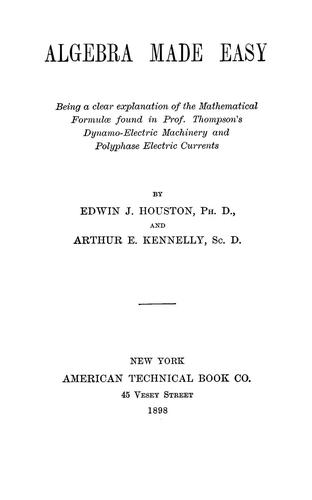 ALGEBRA MADE EASY
Being a clear explanation of the Mathematical
Formulæ found in Prof. Thompson's
Dynamo-Electric Machinery and
Polyphase Electric Currents
BY
EDWIN J. HOUSTON, Ph. D.,
AND
ARTHUR E. KENNELLY, Sc. D.
NEW YORK
AMERICAN TECHNICAL BOOK CO.
45 Vesey Street
1898